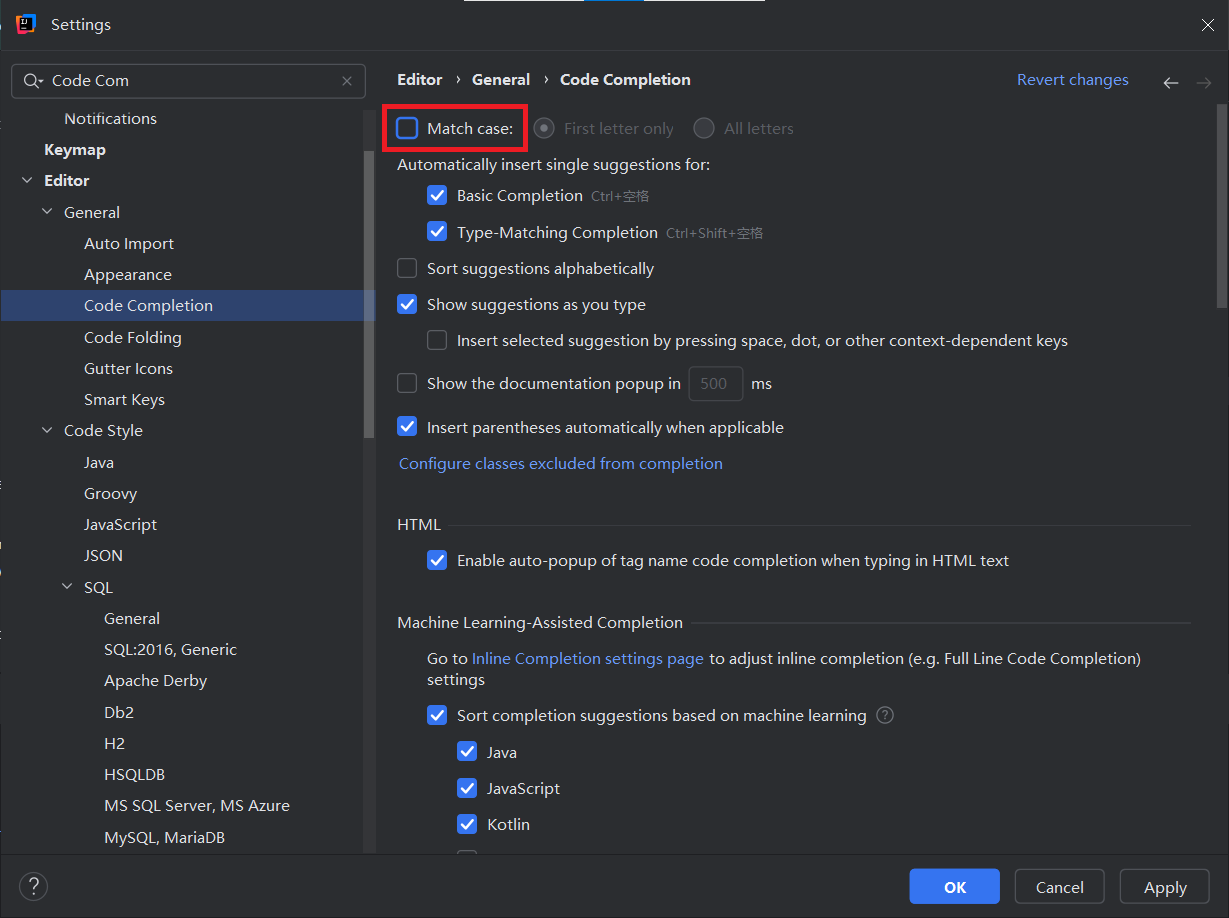 Settings
Code Com
Notifications
Keymap
Editor
General
Auto Import
Appearance
Code Completion
Code Folding
Gutter Icons
Smart Keys
Code Style
Java
Groovy
JavaScript
JSON
SQL
General
SQL:2016, Generic
Apache Derby
Db2
H2
HSQLDB
MS SQL Server, MS Azure
MySQL, MariaDB
Editor › General › Code Completion
Revert changes
Match case: First letter only All letters
Automatically insert single suggestions for:
Basic Completion Ctrl+空格
Type-Matching Completion Ctrl+Shift+空格
Sort suggestions alphabetically
Show suggestions as you type
Insert selected suggestion by pressing space, dot, or other context-dependent keys
Show the documentation popup in 500 ms
Insert parentheses automatically when applicable
Configure classes excluded from completion
HTML
Enable auto-popup of tag name code completion when typing in HTML text
Machine Learning-Assisted Completion
Go to Inline Completion settings page to adjust inline completion (e.g. Full Line Code Completion)
settings
Sort completion suggestions based on machine learning ?
Java
JavaScript
Kotlin
? OK Cancel Apply